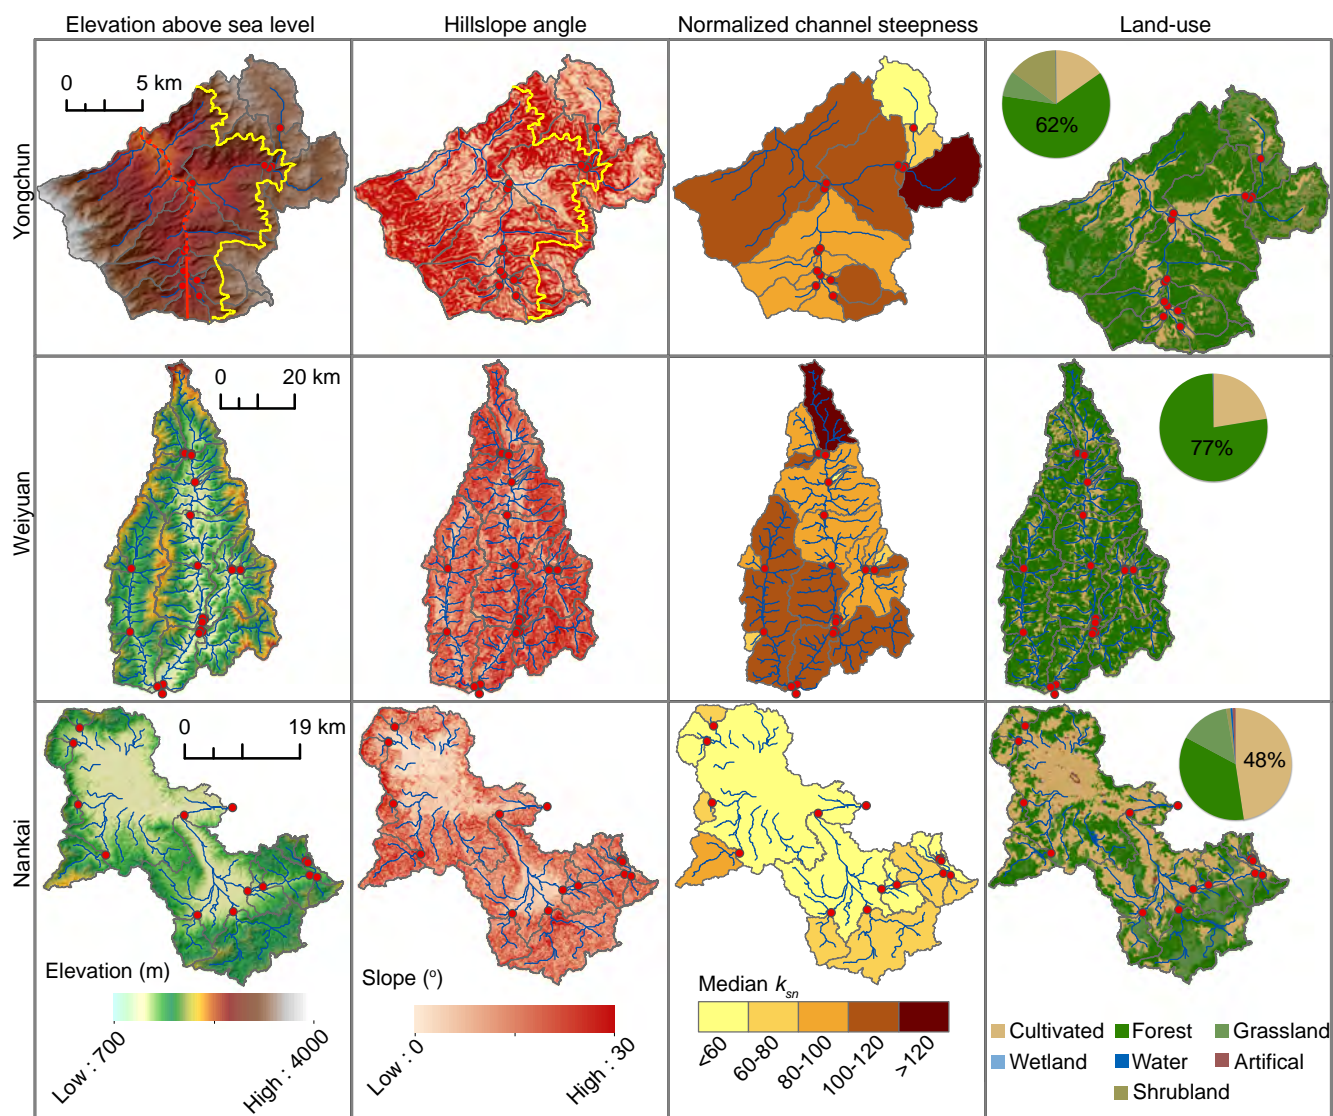 Elevation above sea level
Hillslope angle
Normalized channel steepness
Land-use
Yongchun
0 5 km
62%
Weiyuan
0 20 km
77%
Nankai
0 19 km
48%
Elevation (m)
Low : 700
High : 4000
Slope (o)
Low : 0
High : 30
Median ksn
<60
60-80
80-100
100-120
>120
Cultivated
Forest
Grassland
Wetland
Water
Artifical
Shrubland